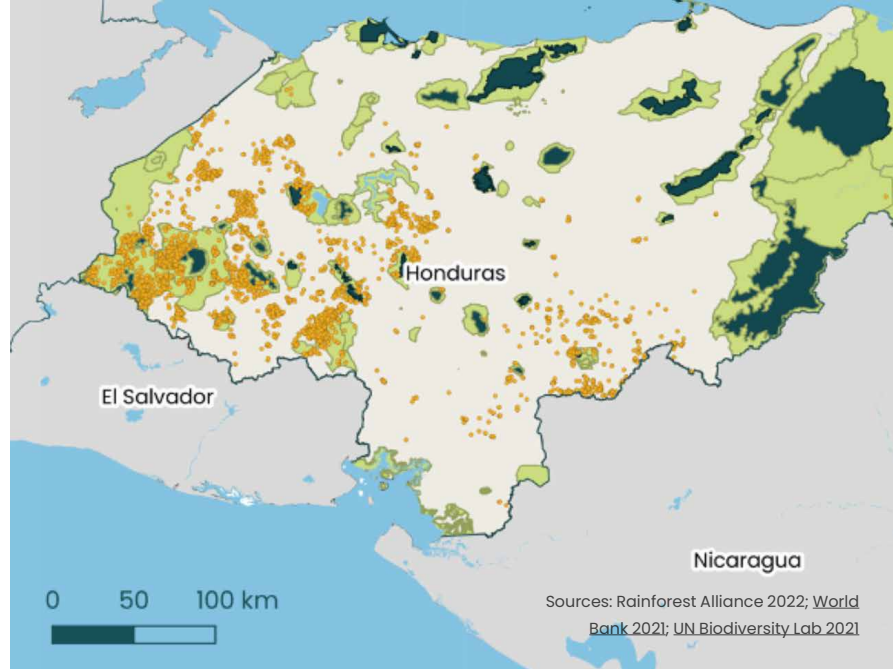 Honduras
El Salvador
Nicaragua
0 50 100 km
Sources: Rainforest Alliance 2022; World
Bank 2021; UN Biodiversity Lab 2021